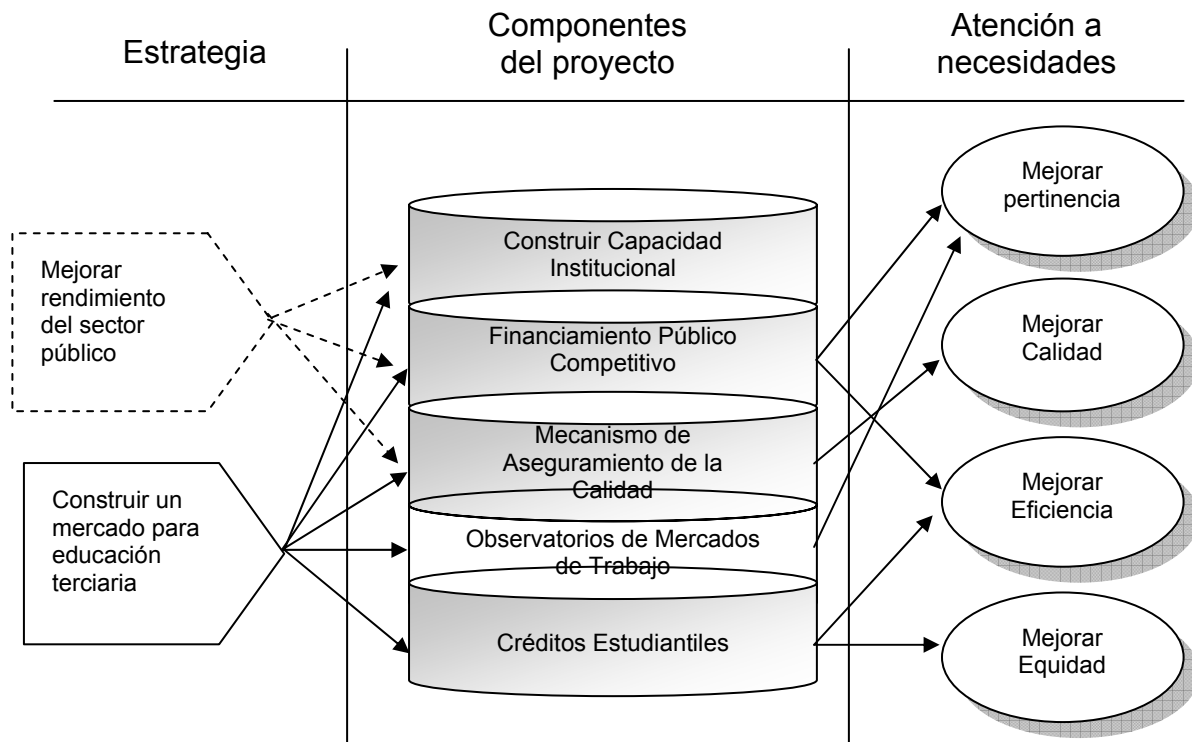 Estrategia
Componentes
del proyecto
Atención a
necesidades
Mejorar
rendimiento
del sector
público
Construir un
mercado para
educación
terciaria
Construir Capacidad
Institucional
Financiamiento Público
Competitivo
Mecanismo de
Aseguramiento de la
Calidad
Observatorios de Mercados
de Trabajo
Créditos Estudiantiles
Mejorar
pertinencia
Mejorar
Calidad
Mejorar
Eficiencia
Mejorar
Equidad